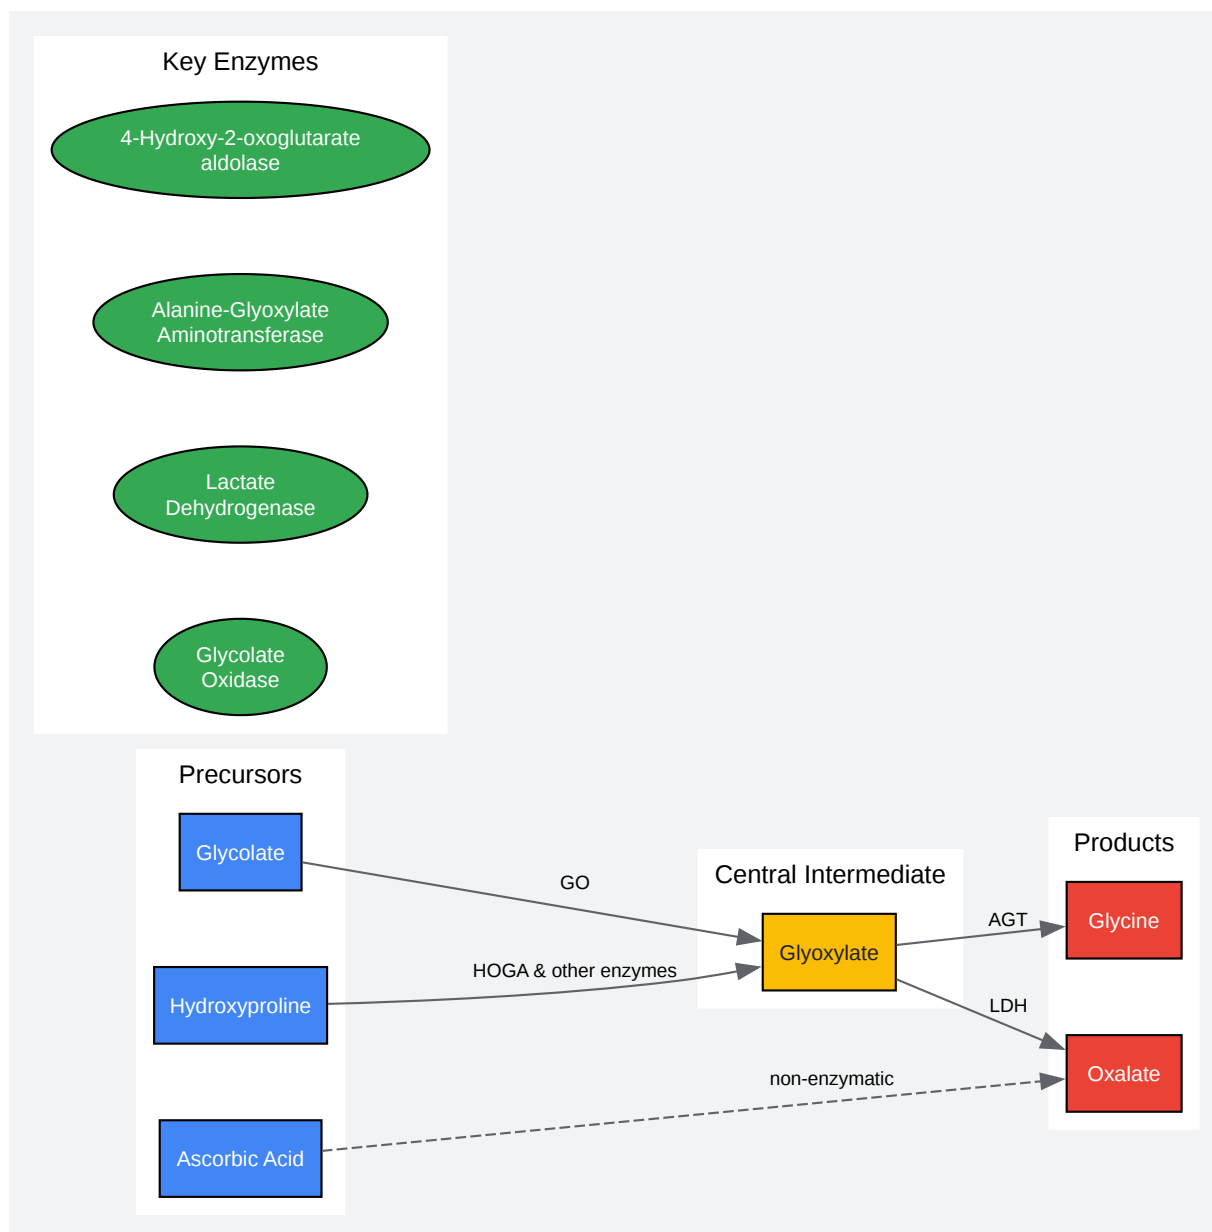 Key Enzymes
4-Hydroxy-2-oxoglutarate
aldolase
Alanine-Glyoxylate
Aminotransferase
Lactate
Dehydrogenase
Glycolate
Oxidase
Precursors
Glycolate
Hydroxyproline
Ascorbic Acid
GO
HOGA & other enzymes
non-enzymatic
Central Intermediate
Glyoxylate
AGT
LDH
Products
Glycine
Oxalate